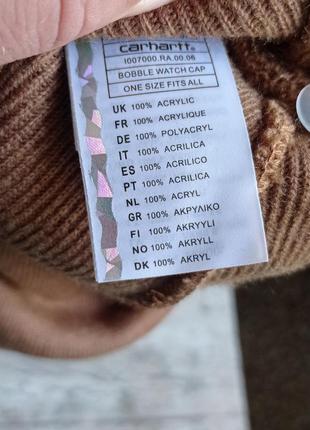 carhartt
I007000.RA.00.06
BOBBLE WATCH CAP
ONE SIZE FITS ALL
UK 100% ACRYLIC
FR 100% ACRYLIQUE
DE 100% POLYACRYL
IT 100% ACRILICA
ES 100% ACRILICO
PT 100% ACRILICA
NL 100% ACRYL
GR 100% ΑΚΡΥΛΙΚΟ
FI 100% AKRYYLI
NO 100% AKRYLL
DK 100% AKRYL